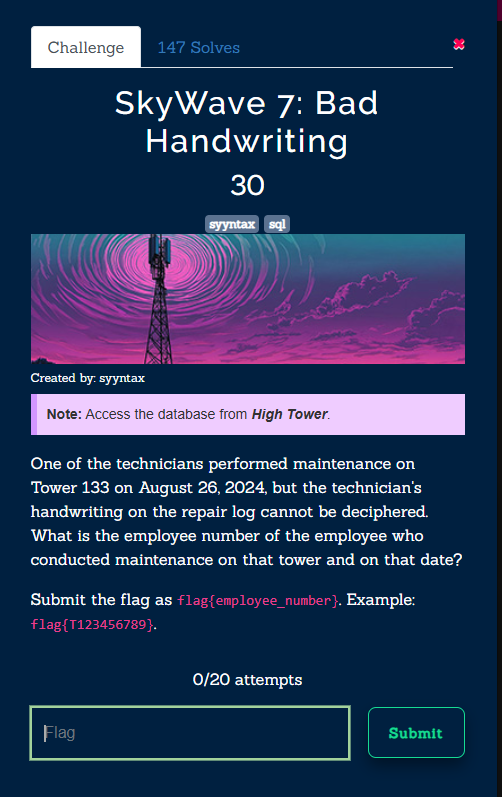 Challenge
147 Solves
SkyWave 7: Bad
Handwriting
30
syyntax sql
Created by: syyntax
Note: Access the database from High Tower.
One of the technicians performed maintenance on
Tower 133 on August 26, 2024, but the technician's
handwriting on the repair log cannot be deciphered.
What is the employee number of the employee who
conducted maintenance on that tower and on that date?
Submit the flag as flag{employee_number}. Example:
flag{T123456789}.
0/20 attempts
Flag
Submit